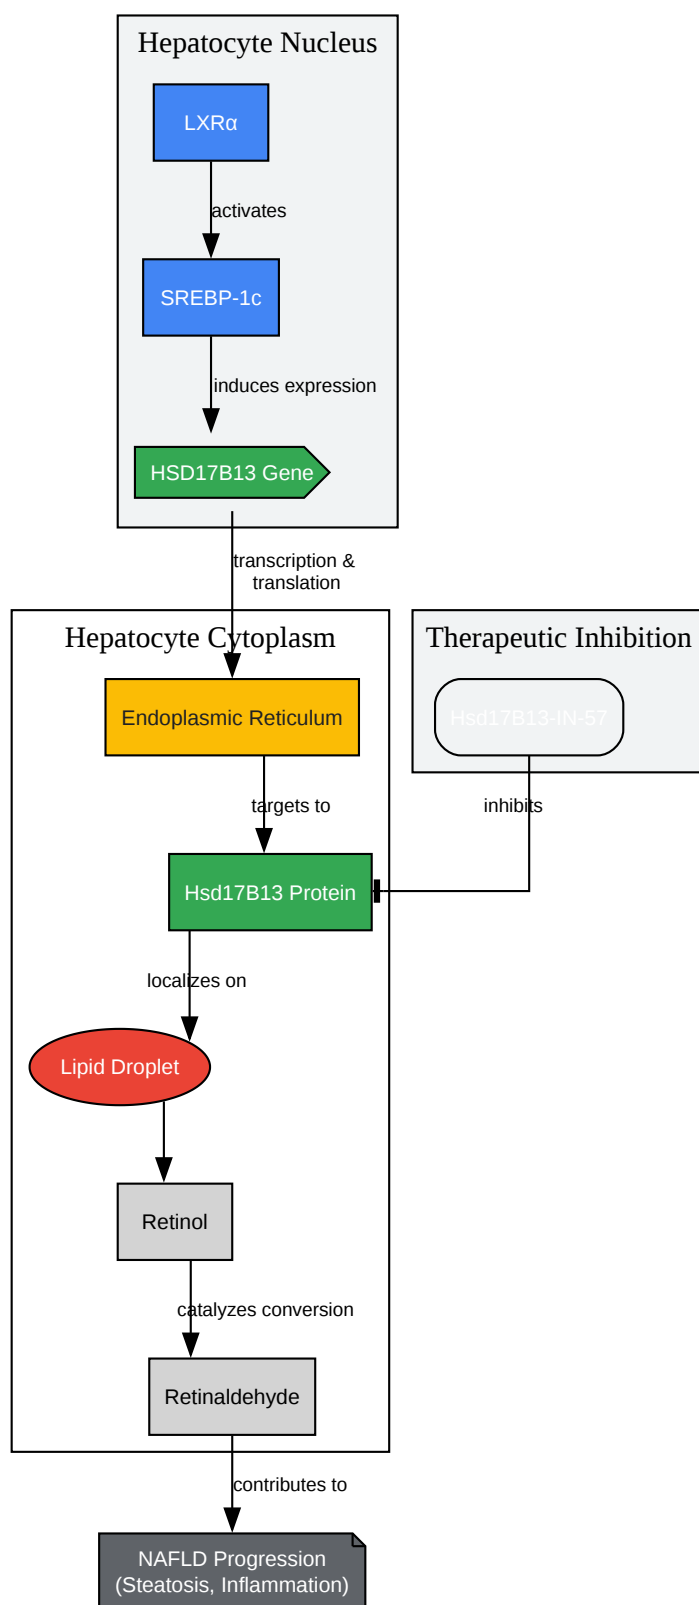 Hepatocyte Nucleus
LXRα
activates
SREBP-1c
induces expression
HSD17B13 Gene
transcription &
translation
Hepatocyte Cytoplasm
Therapeutic Inhibition
Endoplasmic Reticulum
Hsd17B13-IN-57
targets to
inhibits
Hsd17B13 Protein
localizes on
Lipid Droplet
Retinol
catalyzes conversion
Retinaldehyde
contributes to
NAFLD Progression
(Steatosis, Inflammation)